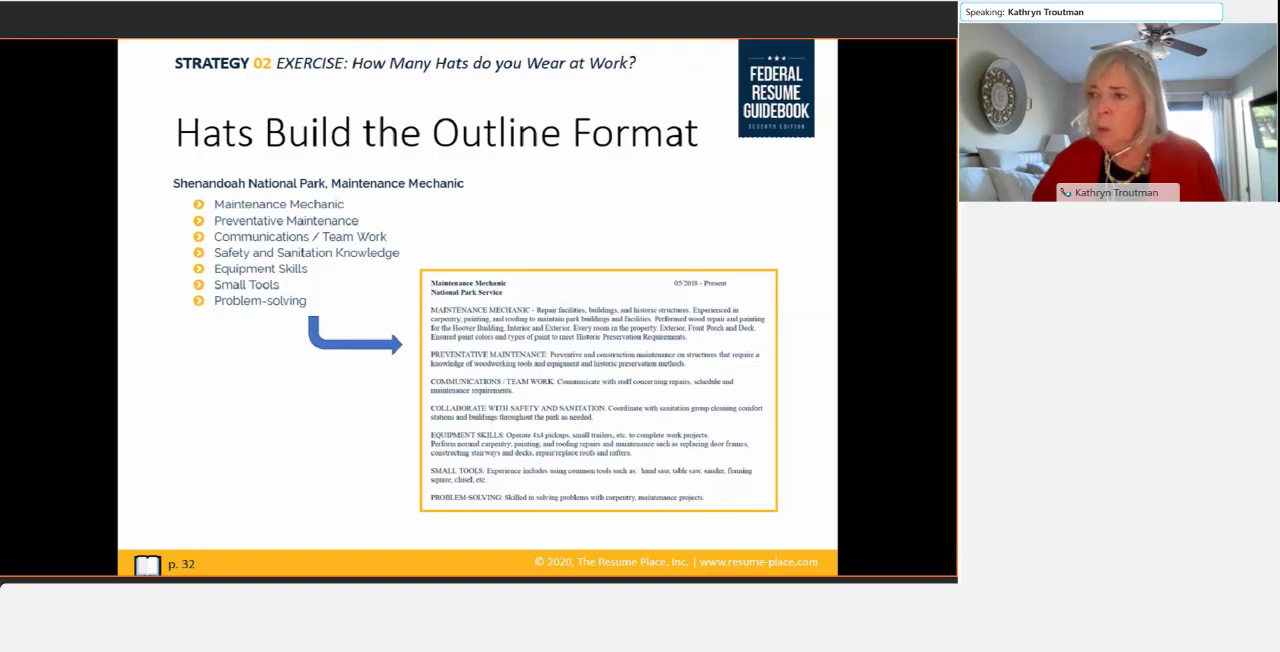 Speaking: Kathryn Troutman
STRATEGY 02 EXERCISE: How Many Hats do you Wear at Work?
FEDERAL
RESUME
GUIDEBOOK
SEVENTH EDITION
Hats Build the Outline Format
Kathryn Troutman
Shenandoah National Park, Maintenance Mechanic
Maintenance Mechanic
Preventative Maintenance
Communications / Team Work
Safety and Sanitation Knowledge
Equipment Skills
Small Tools
Problem-solving
Maintenance Mechanic 05/2018 - Present
National Park Service
MAINTENANCE MECHANIC - Repair facilities, buildings, and historic structures. Experienced in
carpentry, painting, and roofing to maintain park buildings and facilities. Performed wood repair and painting
for the Hoover Building, Interior and Exterior. Every room in the property. Exterior, Front Porch and Deck.
Ensured paint colors and types of paint to meet Historic Preservation Requirements.
PREVENTATIVE MAINTENANCE: Preventive and construction maintenance on structures that require a
knowledge of woodworking tools and equipment and historic preservation methods.
COMMUNICATIONS / TEAM WORK: Communicate with staff concerning repairs, schedule and
maintenance requirements.
COLLABORATE WITH SAFETY AND SANITATION. Coordinate with sanitation group cleaning comfort
stations and buildings throughout the park as needed.
EQUIPMENT SKILLS: Operate 4x4 pickups, small trailers, etc. to complete work projects.
Perform normal carpentry, painting, and roofing repairs and maintenance such as replacing door frames,
constructing stairways and decks, repair/replace roofs and rafters.
SMALL TOOLS: Experience includes using common tools such as: hand saw, table saw, sander, framing
square, chisel, etc.
PROBLEM-SOLVING: Skilled in solving problems with carpentry, maintenance projects.
p. 32
© 2020, The Resume Place, Inc. | www.resume-place.com